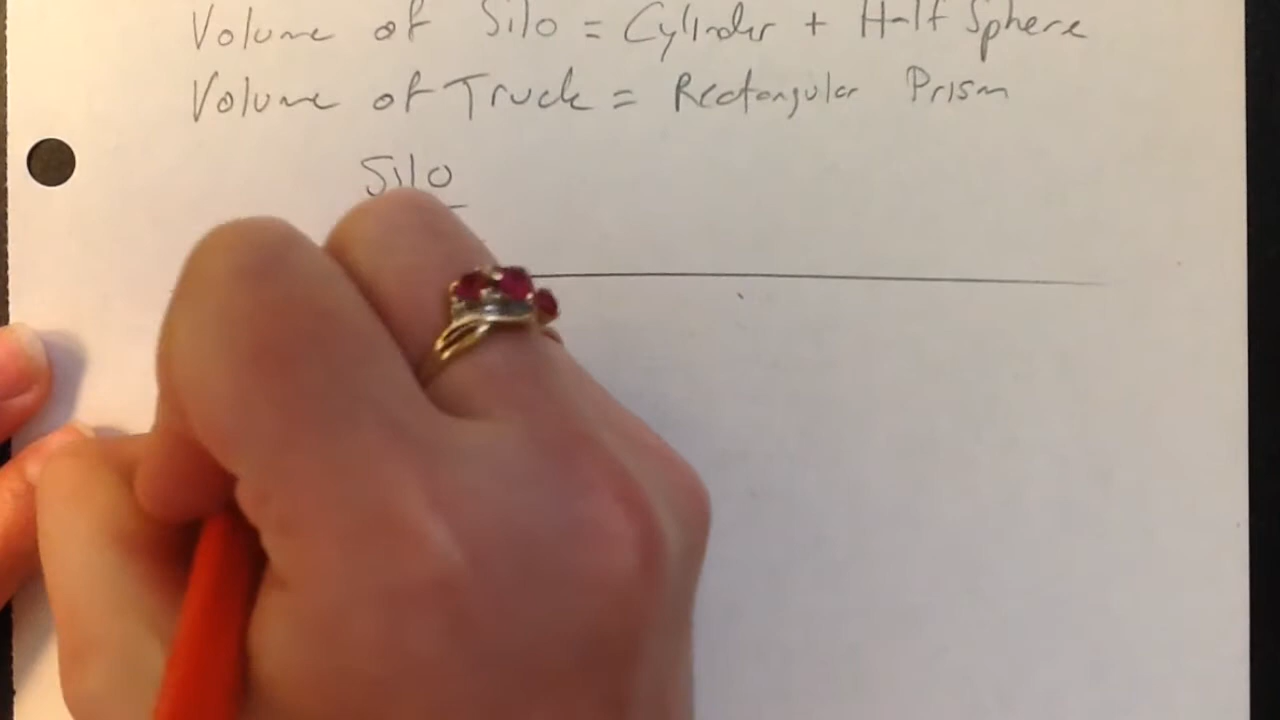 Volume of Silo = Cylinder + Half Sphere
Volume of Truck = Rectangular Prism
Silo